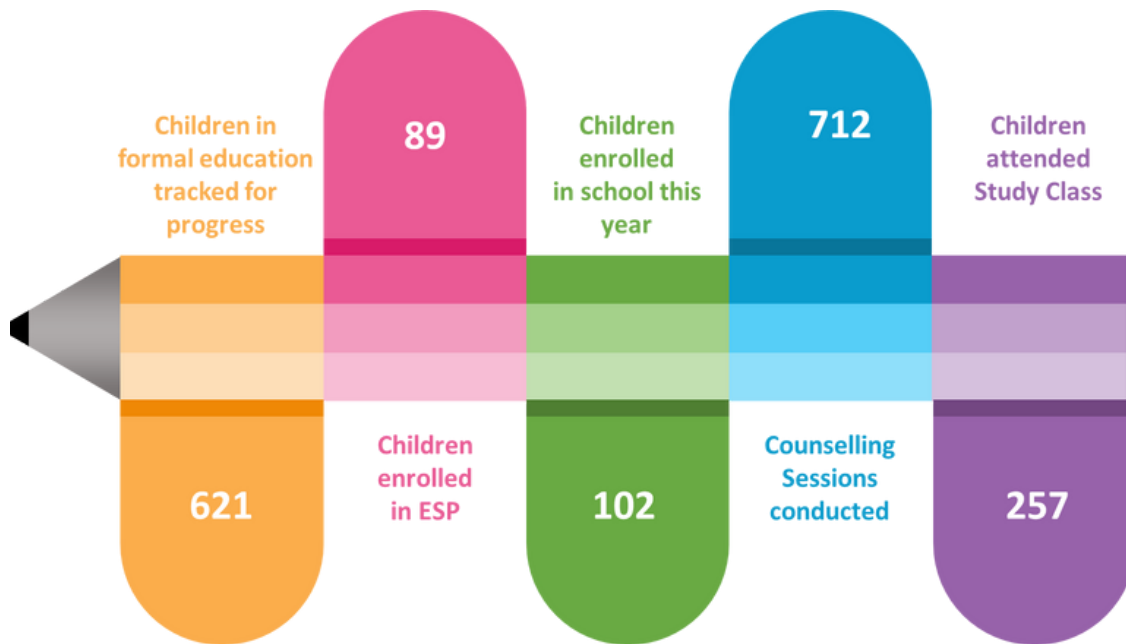 Children in
formal education
tracked for
progress
621
89
Children
enrolled
in ESP
Children
enrolled
in school this
year
102
712
Counselling
Sessions
conducted
Children
attended
Study Class
257